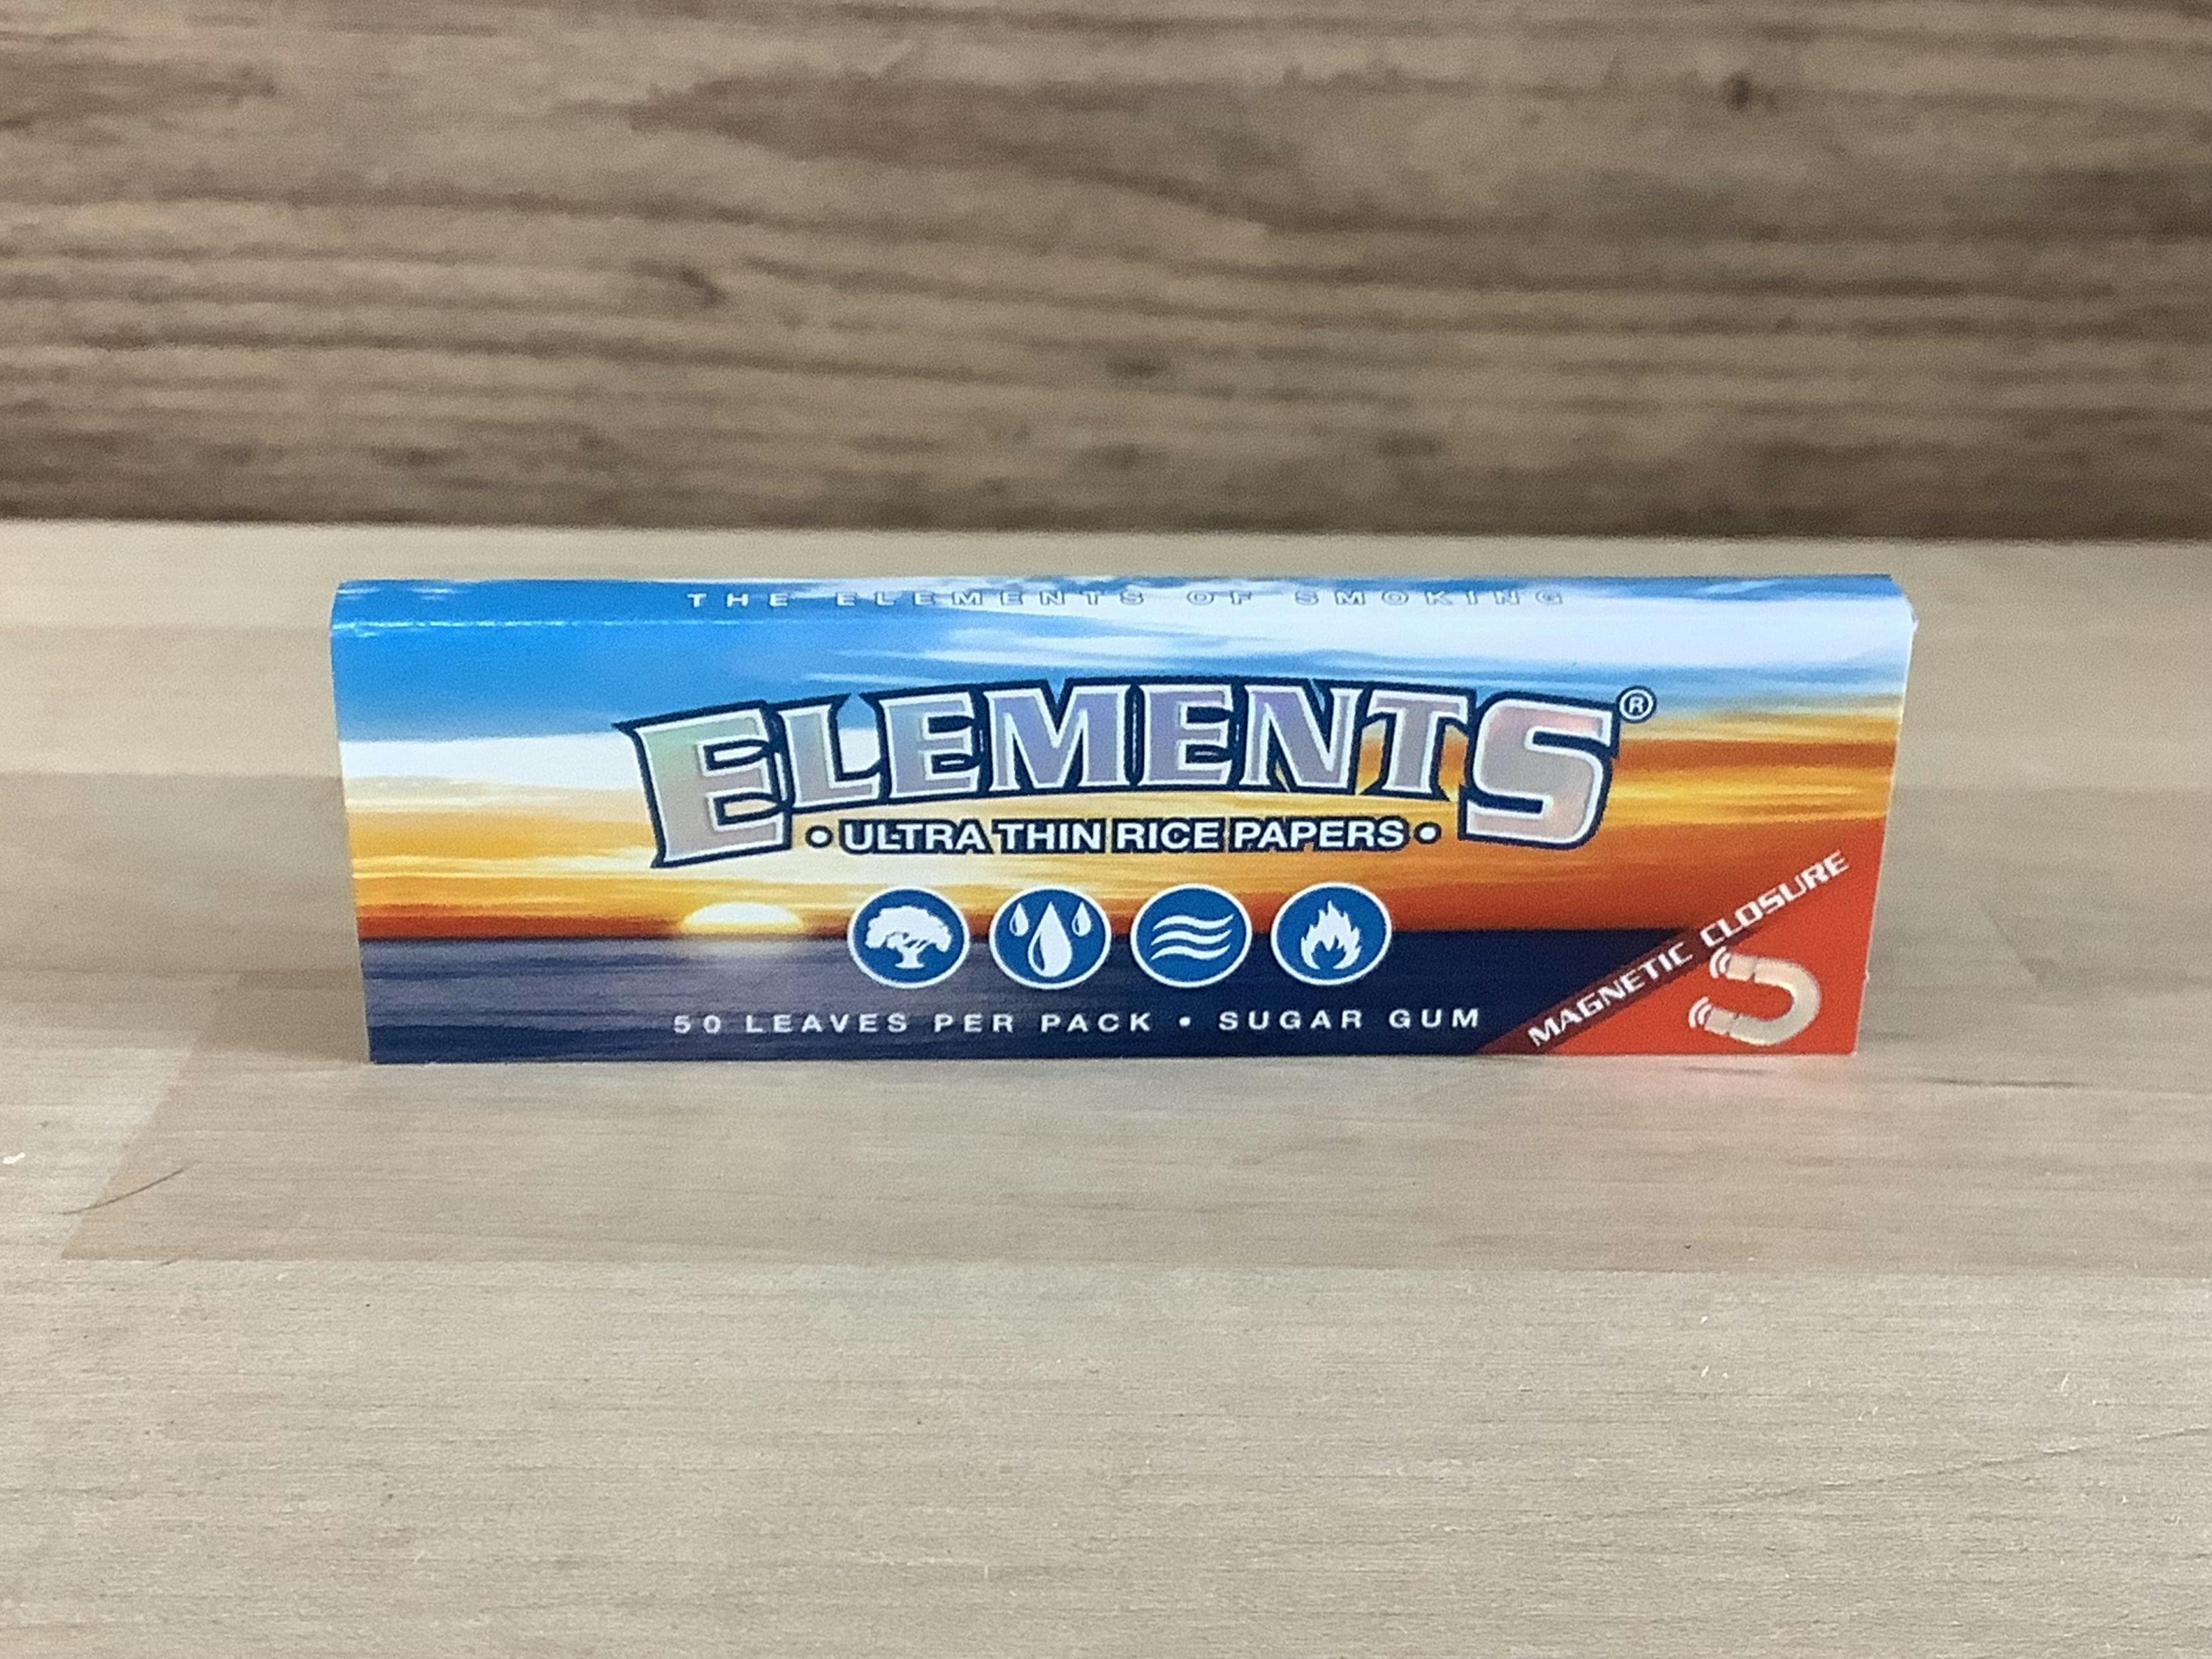 THE ELEMENTS OF SMOKING
ELEMENTS®
• ULTRA THIN RICE PAPERS •
50 LEAVES PER PACK • SUGAR GUM
MAGNETIC CLOSURE